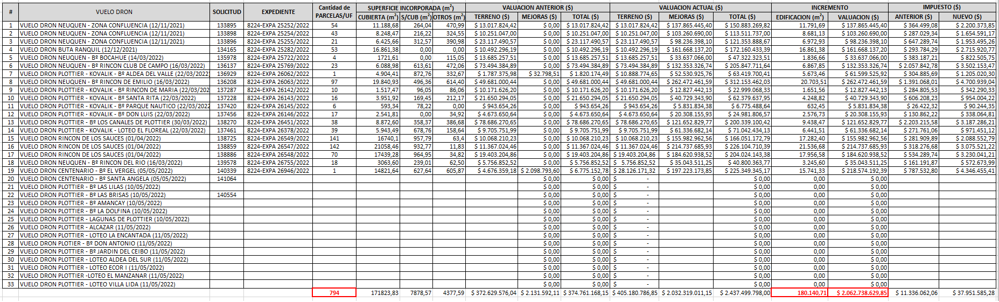 # VUELO DRON SOLICITUD EXPEDIENTE Cantidad de PARCELAS/UF SUPERFICIE INCORPORADA (m²) VALUACION ANTERIOR ($) VALUACION ACTUAL ($) INCREMENTO IMPUESTO ($)
CUBIERTA (m²) S/CUB (m²) OTROS (m²) TERRENO ($) MEJORAS ($) TOTAL ($) TERRENO ($) MEJORAS ($) TOTAL ($) EDIFICACION (m²) VALUACION ($) ANTERIOR ($) NUEVO ($)
1 VUELO DRON NEUQUEN - ZONA CONFLUENCIA (12/11/2021) 133895 8224-EXPA 25252/2022 54 11.188,68 264,04 470,99 $ 13.017.824,42 $ 0,00 $ 13.017.824,42 $ 13.017.824,42 $ 137.865.445,40 $ 150.883.269,82 11.791,69 $ 137.865.445,40 $ 364.499,08 $ 2.200.373,85
2 VUELO DRON NEUQUEN - ZONA CONFLUENCIA (12/11/2021) 133898 8224-EXPA 25254/2022 43 8.248,47 216,22 324,55 $ 10.251.047,00 $ 0,00 $ 10.251.047,00 $ 10.251.047,00 $ 103.260.690,00 $ 113.511.737,00 8.681,13 $ 103.260.690,00 $ 287.029,34 $ 1.654.591,17
3 VUELO DRON NEUQUEN - ZONA CONFLUENCIA (12/11/2021) 133896 8224-EXPA 25255/2022 21 6.425,66 312,57 390,98 $ 23.117.490,57 $ 0,00 $ 23.117.490,57 $ 23.117.490,57 $ 98.236.398,10 $ 121.353.888,67 6.972,93 $ 98.236.398,10 $ 647.289,74 $ 1.953.495,26
4 VUELO DRON BUTA RANQUIL (12/12/2021) 134165 8224-EXPA 25282/2022 53 16.861,38 0,00 0,00 $ 10.492.296,19 $ 0,00 $ 10.492.296,19 $ 10.492.296,19 $ 161.668.137,20 $ 172.160.433,39 16.861,38 $ 161.668.137,20 $ 293.784,29 $ 2.715.920,77
5 VUELO DRON NEUQUEN - Bº BOCAHUE (14/03/2022) 135978 8224-EXPA 25722/2022 4 1721,61 0,00 115,05 $ 13.685.257,51 $ 0,00 $ 13.685.257,51 $ 13.685.257,51 $ 33.637.066,00 $ 47.322.323,51 1.836,66 $ 33.637.066,00 $ 383.187,21 $ 822.505,75
6 VUELO DRON NEUQUEN - Bº RINCON CLUB DE CAMPO (16/03/2022) 136137 8224-EXPA 25769/2022 23 6.088,98 613,61 472,06 $ 73.494.384,89 $ 0,00 $ 73.494.384,89 $ 73.494.384,89 $ 132.353.326,74 $ 205.847.711,64 6.867,85 $ 132.353.326,74 $ 2.057.842,78 $ 3.502.153,47
7 VUELO DRON PLOTTIER - KOVALIK - Bº ALDEA DEL VALLE (22/03/2022 136929 8224-EXPA 26062/2022 1 4.904,41 872,76 332,67 $ 1.787.375,98 $ 32.798,51 $ 1.820.174,49 $ 10.888.774,65 $ 52.530.925,76 $ 63.419.700,41 5.673,46 $ 61.599.525,92 $ 304.885,69 $ 1.205.020,30
8 VUELO DRON NEUQUEN - Bº RINCON DE EMILIO (16/03/2022) 136208 8224-EXPA 26063/2022 97 19.840,93 496,36 614,40 $ 49.681.000,44 $ 0,00 $ 49.681.000,44 $ 49.681.000,44 $ 262.472.461,59 $ 312.153.462,03 20.703,51 $ 262.472.461,59 $ 1.391.068,01 $ 4.700.939,04
9 VUELO DRON PLOTTIER - KOVALIK - Bº RINCON DE MARIA (22/03/202 137287 8224-EXPA 26142/2022 10 1.517,47 96,05 86,06 $ 10.171.626,20 $ 0,00 $ 10.171.626,20 $ 10.171.626,20 $ 12.827.442,13 $ 22.999.068,33 1.651,56 $ 12.827.442,13 $ 284.805,53 $ 342.290,33
10 VUELO DRON PLOTTIER - KOVALIK - Bº SANTA RITA (22/03/2022) 137228 8224-EXPA 26143/2022 16 3.951,92 169,45 212,17 $ 21.650.294,05 $ 0,00 $ 21.650.294,05 $ 21.650.294,05 $ 40.729.343,90 $ 62.379.637,95 4.248,82 $ 40.729.343,90 $ 606.208,23 $ 954.004,22
11 VUELO DRON PLOTTIER - KOVALIK - Bº PARQUE NAUTICO (22/03/2022 137420 8224-EXPA 26145/2022 6 593,34 78,22 0,00 $ 943.654,26 $ 0,00 $ 943.654,26 $ 943.654,26 $ 5.831.834,38 $ 6.775.488,64 632,45 $ 5.831.834,38 $ 26.422,32 $ 90.244,35
12 VUELO DRON PLOTTIER - KOVALIK - Bº DON LUIS (22/03/2022) 137456 8224-EXPA 26146/2022 17 2.541,81 0,00 34,92 $ 4.673.650,64 $ 0,00 $ 4.673.650,64 $ 4.673.650,64 $ 20.308.155,93 $ 24.981.806,57 2.576,73 $ 20.308.155,93 $ 130.862,22 $ 338.064,81
13 VUELO DRON PLOTTIER - Bº LOS CANALES DE PLOTTIER (30/03/2022) 138270 8224-EXPA 26451/2022 38 8.872,60 358,37 386,68 $ 78.686.270,65 $ 0,00 $ 78.686.270,65 $ 78.686.270,65 $ 121.652.829,77 $ 200.339.100,42 9.438,47 $ 121.652.829,77 $ 2.203.215,58 $ 3.187.286,21
14 VUELO DRON PLOTTIER - KOVALIK - LOTEO EL FLOREAL (22/03/2022) 137461 8224-EXPA 26378/2022 39 5.943,49 678,76 158,64 $ 9.705.751,99 $ 0,00 $ 9.705.751,99 $ 9.705.751,99 $ 61.336.682,14 $ 71.042.434,13 6.441,51 $ 61.336.682,14 $ 271.761,06 $ 971.451,12
15 VUELO DRON RINCON DE LOS SAUCES (01/04/2022) 138725 8224-EXPA 26549/2022 141 16740,1 957,79 63,4 $ 10.068.210,23 $ 0,00 $ 10.068.210,23 $ 10.068.210,23 $ 155.982.962,56 $ 166.051.172,79 17.282,40 $ 155.982.962,56 $ 281.909,89 $ 2.088.552,79
16 VUELO DRON RINCON DE LOS SAUCES (01/04/2022) 138859 8224-EXPA 26547/2022 142 21058,46 932,77 11,83 $ 11.367.024,46 $ 0,00 $ 11.367.024,46 $ 11.367.024,46 $ 214.737.685,93 $ 226.104.710,39 21.536,68 $ 214.737.685,93 $ 318.276,68 $ 3.075.521,22
17 VUELO DRON RINCON DE LOS SAUCES (01/04/2022) 138886 8224-EXPA 26548/2022 70 17439,28 964,95 34,82 $ 19.403.204,86 $ 0,00 $ 19.403.204,86 $ 19.403.204,86 $ 184.620.938,52 $ 204.024.143,38 17.956,58 $ 184.620.938,52 $ 534.289,74 $ 3.230.041,21
18 VUELO DRON NEUQUEN - Bº RINCON DEL RIO (16/03/2022) 139578 8224-EXPA 26755/2022 18 3063,60 239,01 62,50 $ 5.756.852,52 $ 0,00 $ 5.756.852,52 $ 5.756.852,52 $ 35.043.511,25 $ 40.800.363,77 3.245,60 $ 35.043.511,25 $ 161.191,87 $ 572.673,99
19 VUELO DRON CENTENARIO - Bº EL VERGEL (05/05/2022) 140339 8224-EXPA 26946/2022 1 14821,64 627,64 605,87 $ 4.676.359,18 $ 2.098.793,60 $ 6.775.152,78 $ 28.126.171,32 $ 197.223.173,85 $ 225.349.345,17 15.741,33 $ 218.574.192,39 $ 787.532,80 $ 4.346.455,41
20 VUELO DRON CENTENARIO - Bº SANTA ANGELA (05/05/2022) 141064 $ 0,00 $ 0,00 $ - $ 0,00 0,00 $ 0,00
21 VUELO DRON PLOTTIER - Bº LAS LILAS (10/05/2022) $ 0,00 $ 0,00 $ - $ 0,00 0,00 $ 0,00
22 VUELO DRON PLOTTIER - Bº LAS BRISAS (10/05/2022) 140554 $ 0,00 $ 0,00 $ - $ 0,00 0,00 $ 0,00
23 VUELO DRON PLOTTIER - Bº AMANCAY (10/05/2022) $ 0,00 $ 0,00 $ - $ 0,00 0,00 $ 0,00
24 VUELO DRON PLOTTIER - Bº LA DOLFINA (10/05/2022) $ 0,00 $ 0,00 $ - $ 0,00 0,00 $ 0,00
25 VUELO DRON PLOTTIER - LAGUNAS DE PLOTTIER (10/05/2022) $ 0,00 $ 0,00 $ - $ 0,00 0,00 $ 0,00
26 VUELO DRON PLOTTIER - ALCAZAR (11/05/2022) $ 0,00 $ 0,00 $ - $ 0,00 0,00 $ 0,00
27 VUELO DRON PLOTTIER - LOTEO LA ENCANTADA (11/05/2022) $ 0,00 $ 0,00 $ - $ 0,00 0,00 $ 0,00
28 VUELO DRON PLOTIER - Bº DON ANTONIO (11/05/2022) $ 0,00 $ 0,00 $ - $ 0,00 0,00 $ 0,00
29 VUELO DRON PLOTTIER - Bº JARDIN DEL CEIBO (11/05/2022) $ 0,00 $ 0,00 $ - $ 0,00 0,00 $ 0,00
30 VUELO DRON PLOTTIER - LOTEO ALDEA DEL SUR (11/05/2022) $ 0,00 $ 0,00 $ - $ 0,00 0,00 $ 0,00
31 VUELO DRON PLOTTIER - LOTEO ECOR I (11/05/2022) $ 0,00 $ 0,00 $ - $ 0,00 0,00 $ 0,00
32 VUELO DRON PLOTTIER -LOTEO EL MANZANAR (11/05/2022) $ 0,00 $ 0,00 $ - $ 0,00 0,00 $ 0,00
33 VUELO DRON PLOTTIER - LOTEO VILLA LIDA (11/05/2022) $ 0,00 $ 0,00 $ - $ 0,00 0,00 $ 0,00
794 171823,83 7878,57 4377,59 $ 372.629.576,04 $ 2.131.592,11 $ 374.761.168,15 $ 405.180.786,85 $ 2.032.319.011,15 $ 2.437.499.798,00 180.140,71 $ 2.062.738.629,85 $ 11.336.062,06 $ 37.951.585,28